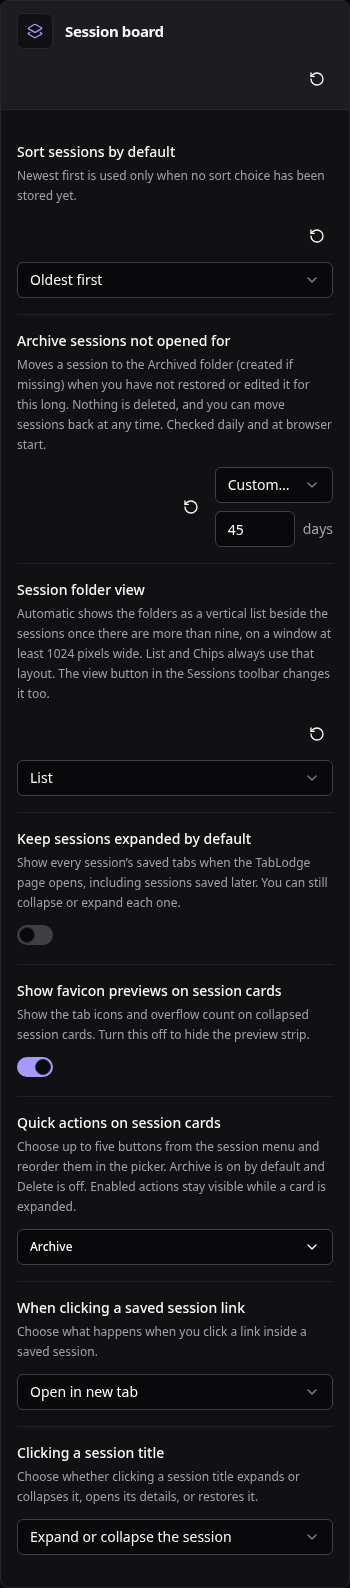 Session board
Sort sessions by default
Newest first is used only when no sort choice has been
stored yet.
Oldest first
Archive sessions not opened for
Moves a session to the Archived folder (created if
missing) when you have not restored or edited it for
this long. Nothing is deleted, and you can move
sessions back at any time. Checked daily and at browser
start.
Custom...
45 days
Session folder view
Automatic shows the folders as a vertical list beside the
sessions once there are more than nine, on a window at
least 1024 pixels wide. List and Chips always use that
layout. The view button in the Sessions toolbar changes
it too.
List
Keep sessions expanded by default
Show every session’s saved tabs when the TabLodge
page opens, including sessions saved later. You can still
collapse or expand each one.
Show favicon previews on session cards
Show the tab icons and overflow count on collapsed
session cards. Turn this off to hide the preview strip.
Quick actions on session cards
Choose up to five buttons from the session menu and
reorder them in the picker. Archive is on by default and
Delete is off. Enabled actions stay visible while a card is
expanded.
Archive
When clicking a saved session link
Choose what happens when you click a link inside a
saved session.
Open in new tab
Clicking a session title
Choose whether clicking a session title expands or
collapses it, opens its details, or restores it.
Expand or collapse the session